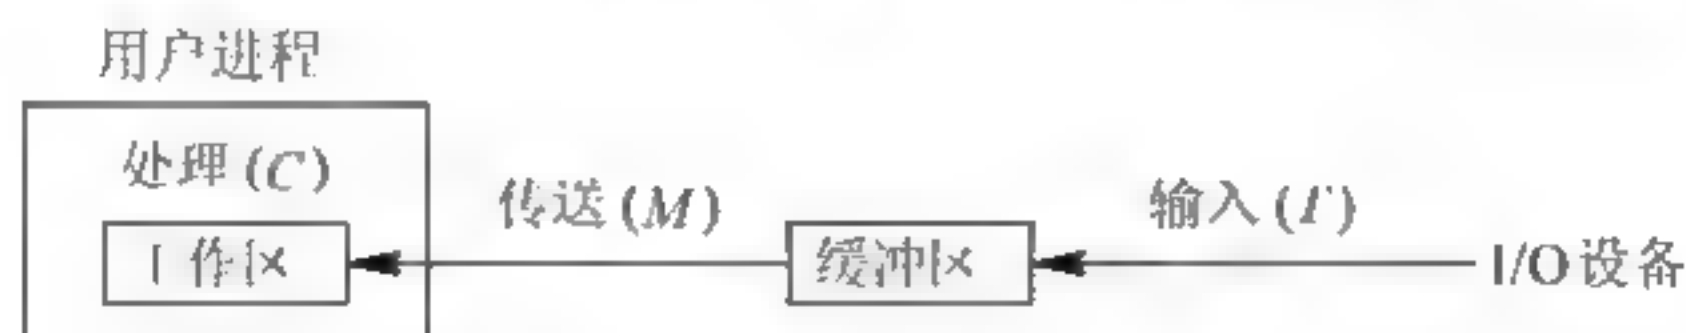 用户进程
处理(C)
传送(M)
输入(T)
工作区
缓冲区
I/O设备